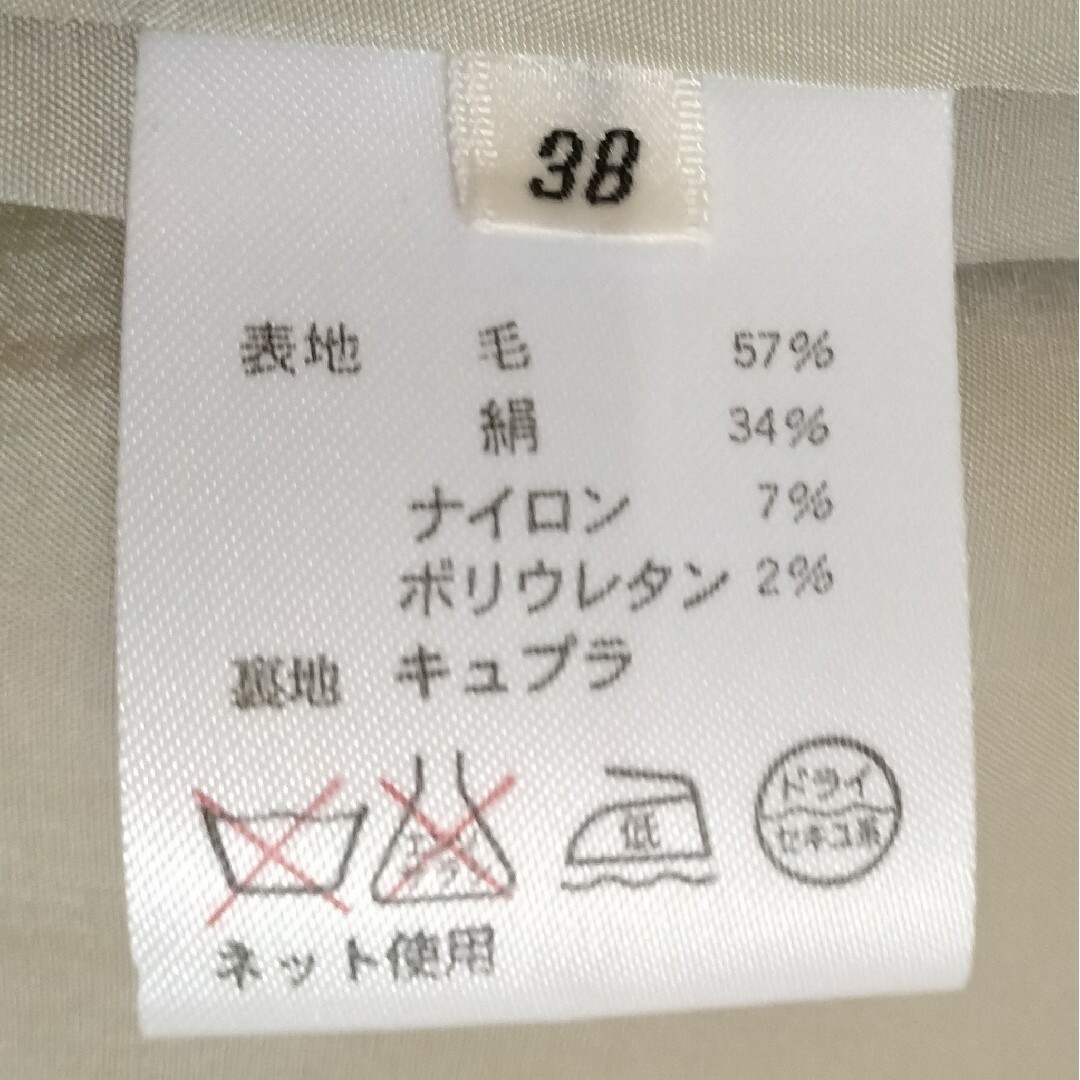 38
表地 毛 57%
絹 34%
ナイロン 7%
ポリウレタン 2%
裏地 キュプラ
低
ドライ
セキユ系
ネット使用